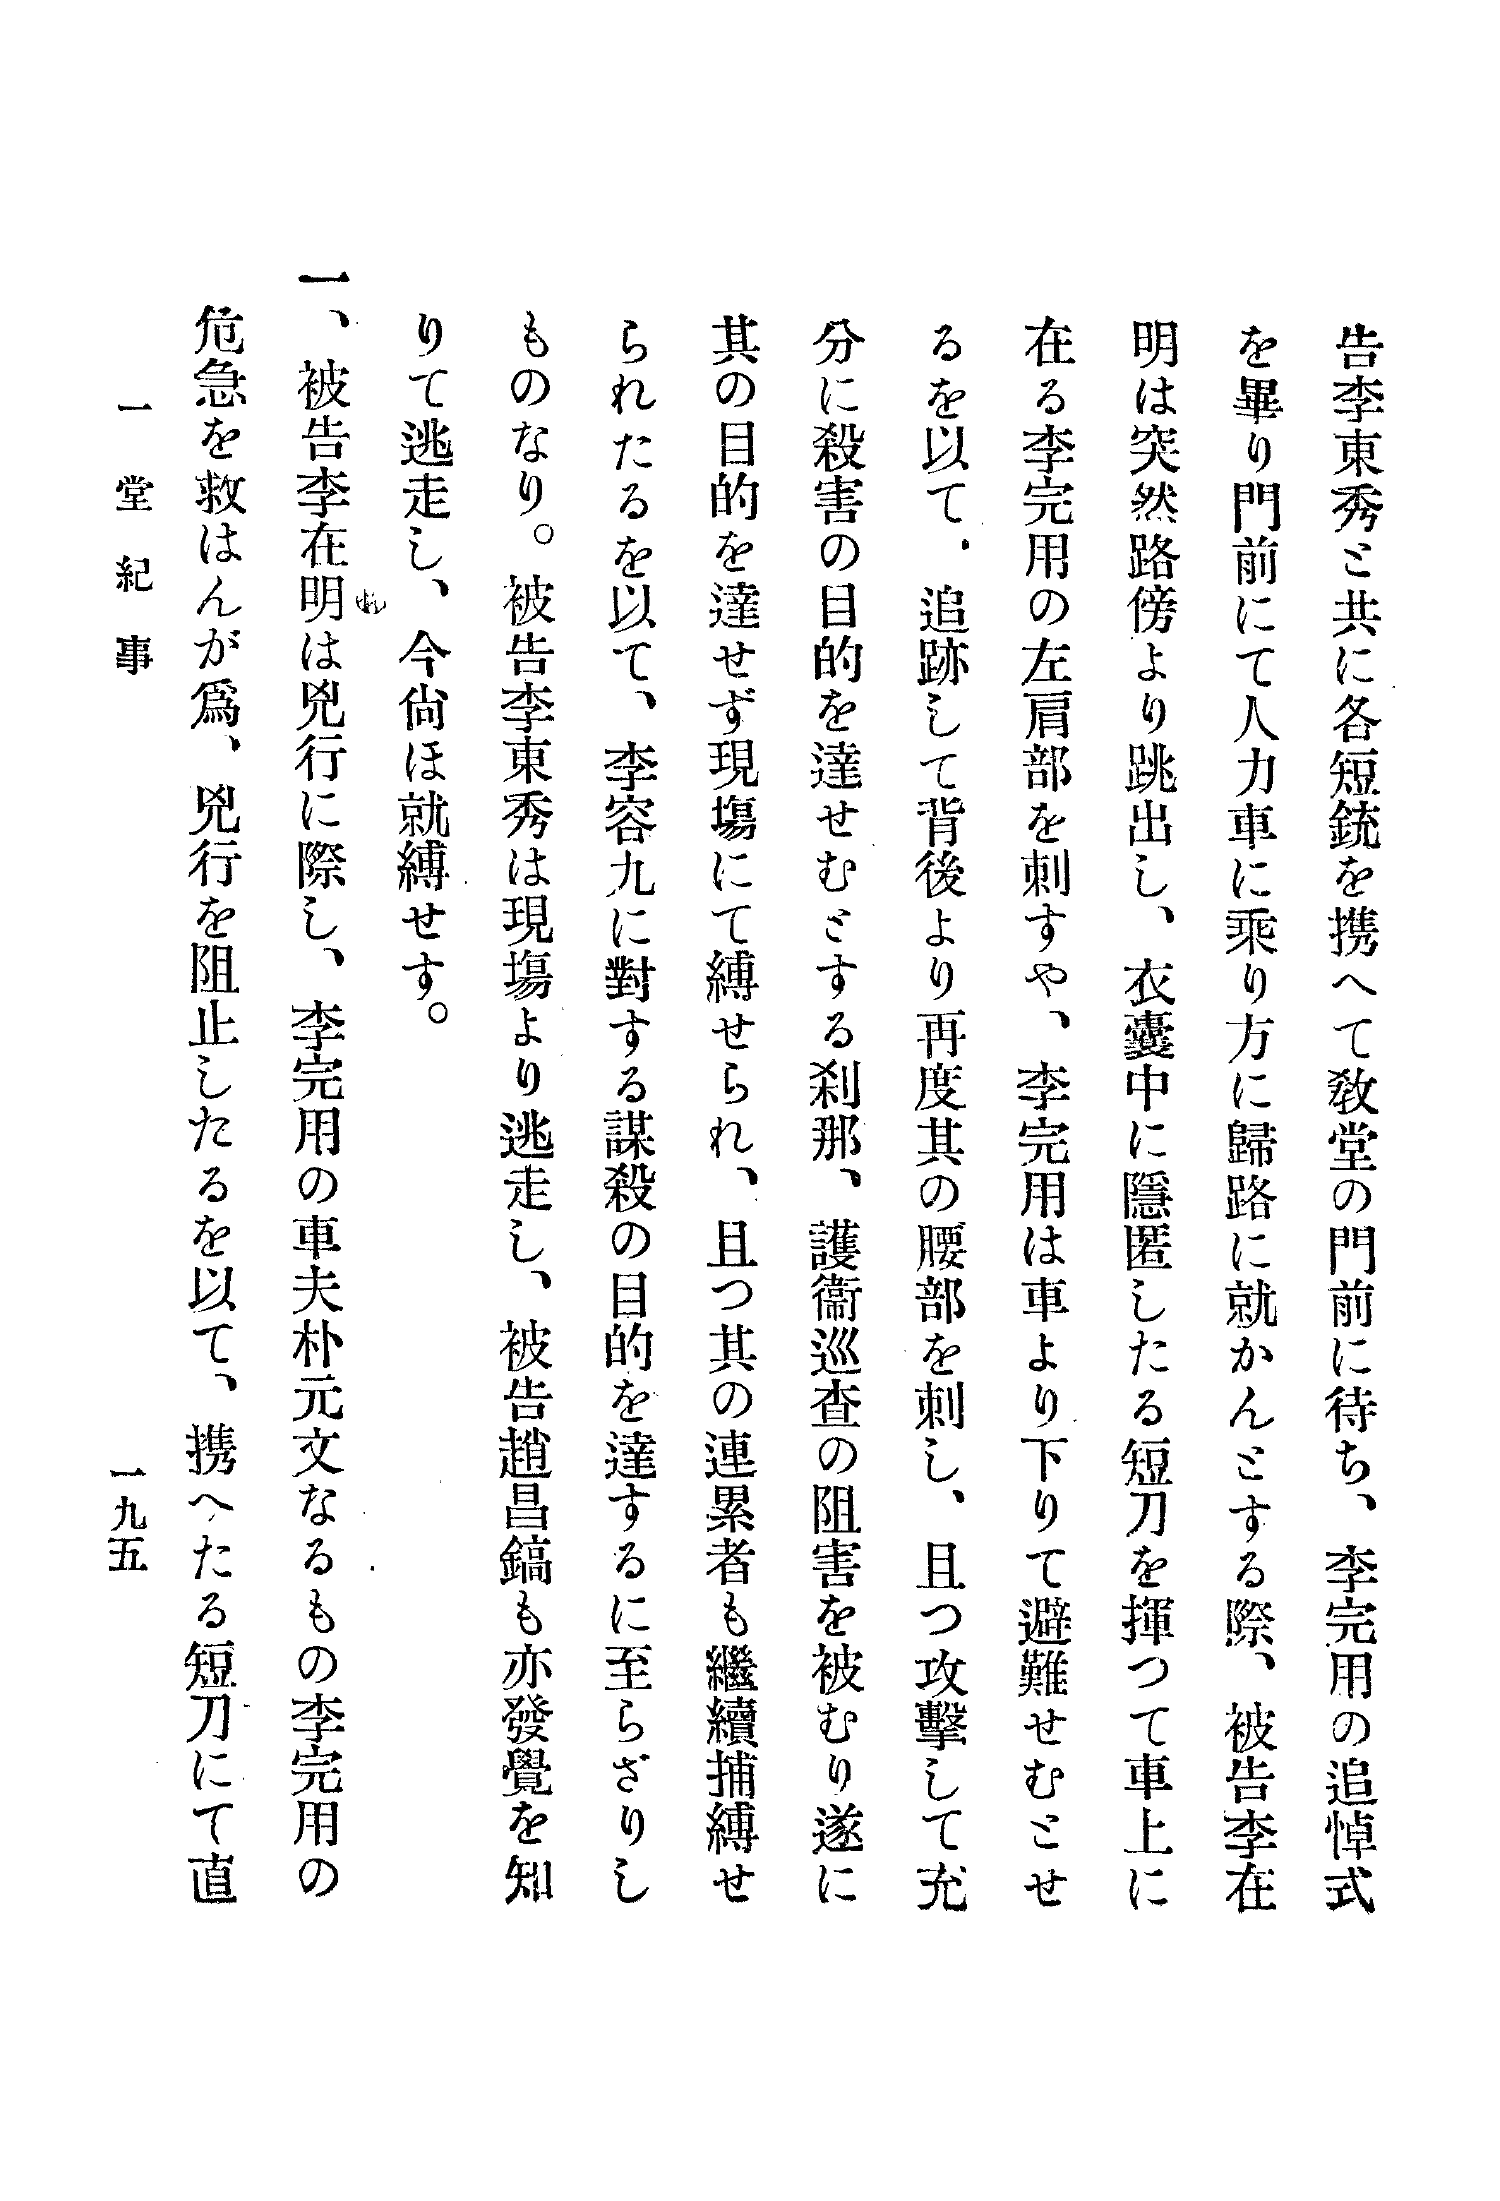 告李東秀と共に各短銃を携へて敎堂の門前に待ち、李完用の追悼式
を畢り門前にて人力車に乘り方に歸路に就かんとする際、被告李在
明は突然路傍より跳出し、衣囊中に隱匿したる短刀を揮つて車上に
在る李完用の左肩部を刺すや、李完用は車より下りて避難せむとせ
るを以て、追跡して背後より再度其の腰部を刺し、且つ攻擊して充
分に殺害の目的を達せむとする刹那、護衞巡査の阻害を被むり遂に
其の目的を達せず現塲にて縛せられ、且つ其の連累者も繼續捕縛せ
られたるを以て、李容九に對する謀殺の目的を達するに至らざりし
ものなり。被告李東秀は現塲より逃走し、被告趙昌鎬も亦發覺を知
りて逃走し、今尙ほ就縛せす。
一、被告李在明は兇行に際し、李完用の車夫朴元文なるもの李完用の
危急を救はんが爲、兇行を阻止したるを以て、携へたる短刀にて直
一堂紀事
一九五